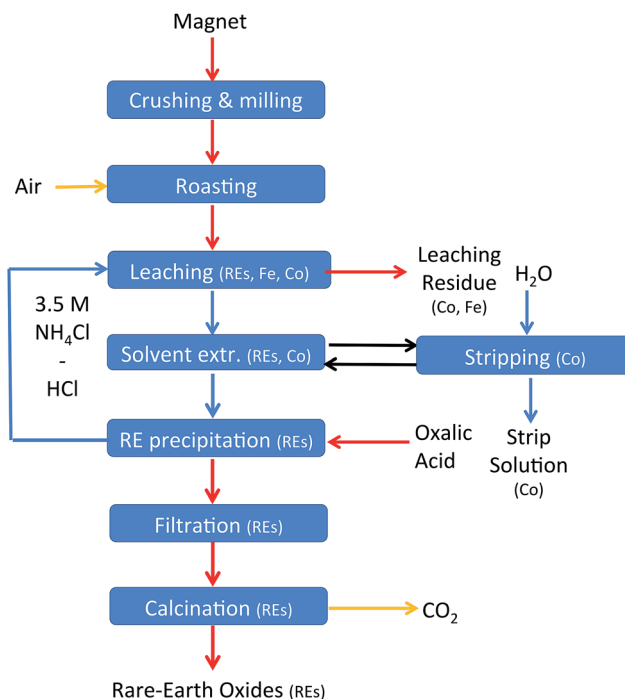 Magnet
Crushing & milling
Air
Roasting
Leaching (REs, Fe, Co)
Leaching
Residue
(Co, Fe)
H₂O
3.5 M
NH₄Cl
-
HCl
Solvent extr. (REs, Co)
Stripping (Co)
RE precipitation (REs)
Oxalic
Acid
Strip
Solution
(Co)
Filtration (REs)
Calcination (REs)
CO₂
Rare-Earth Oxides (REs)